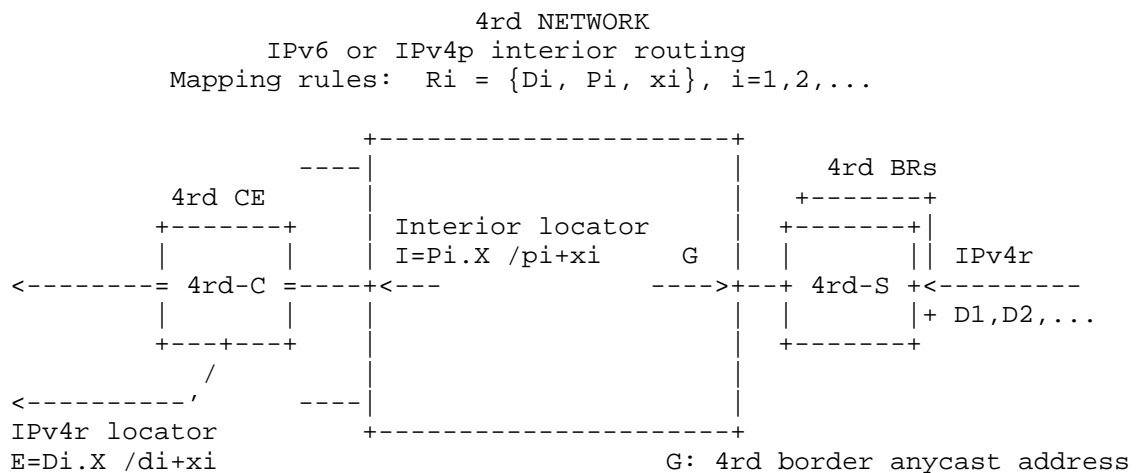 4rd NETWORK
IPv6 or IPv4p interior routing
Mapping rules:  Ri = {Di, Pi, xi}, i=1,2,...
4rd BRs
4rd CE
Interior locator
I=Pi.X /pi+xi    G    IPv4r
4rd-C    4rd-S
D1,D2,...
IPv4r locator
E=Di.X /di+xi    G: 4rd border anycast address